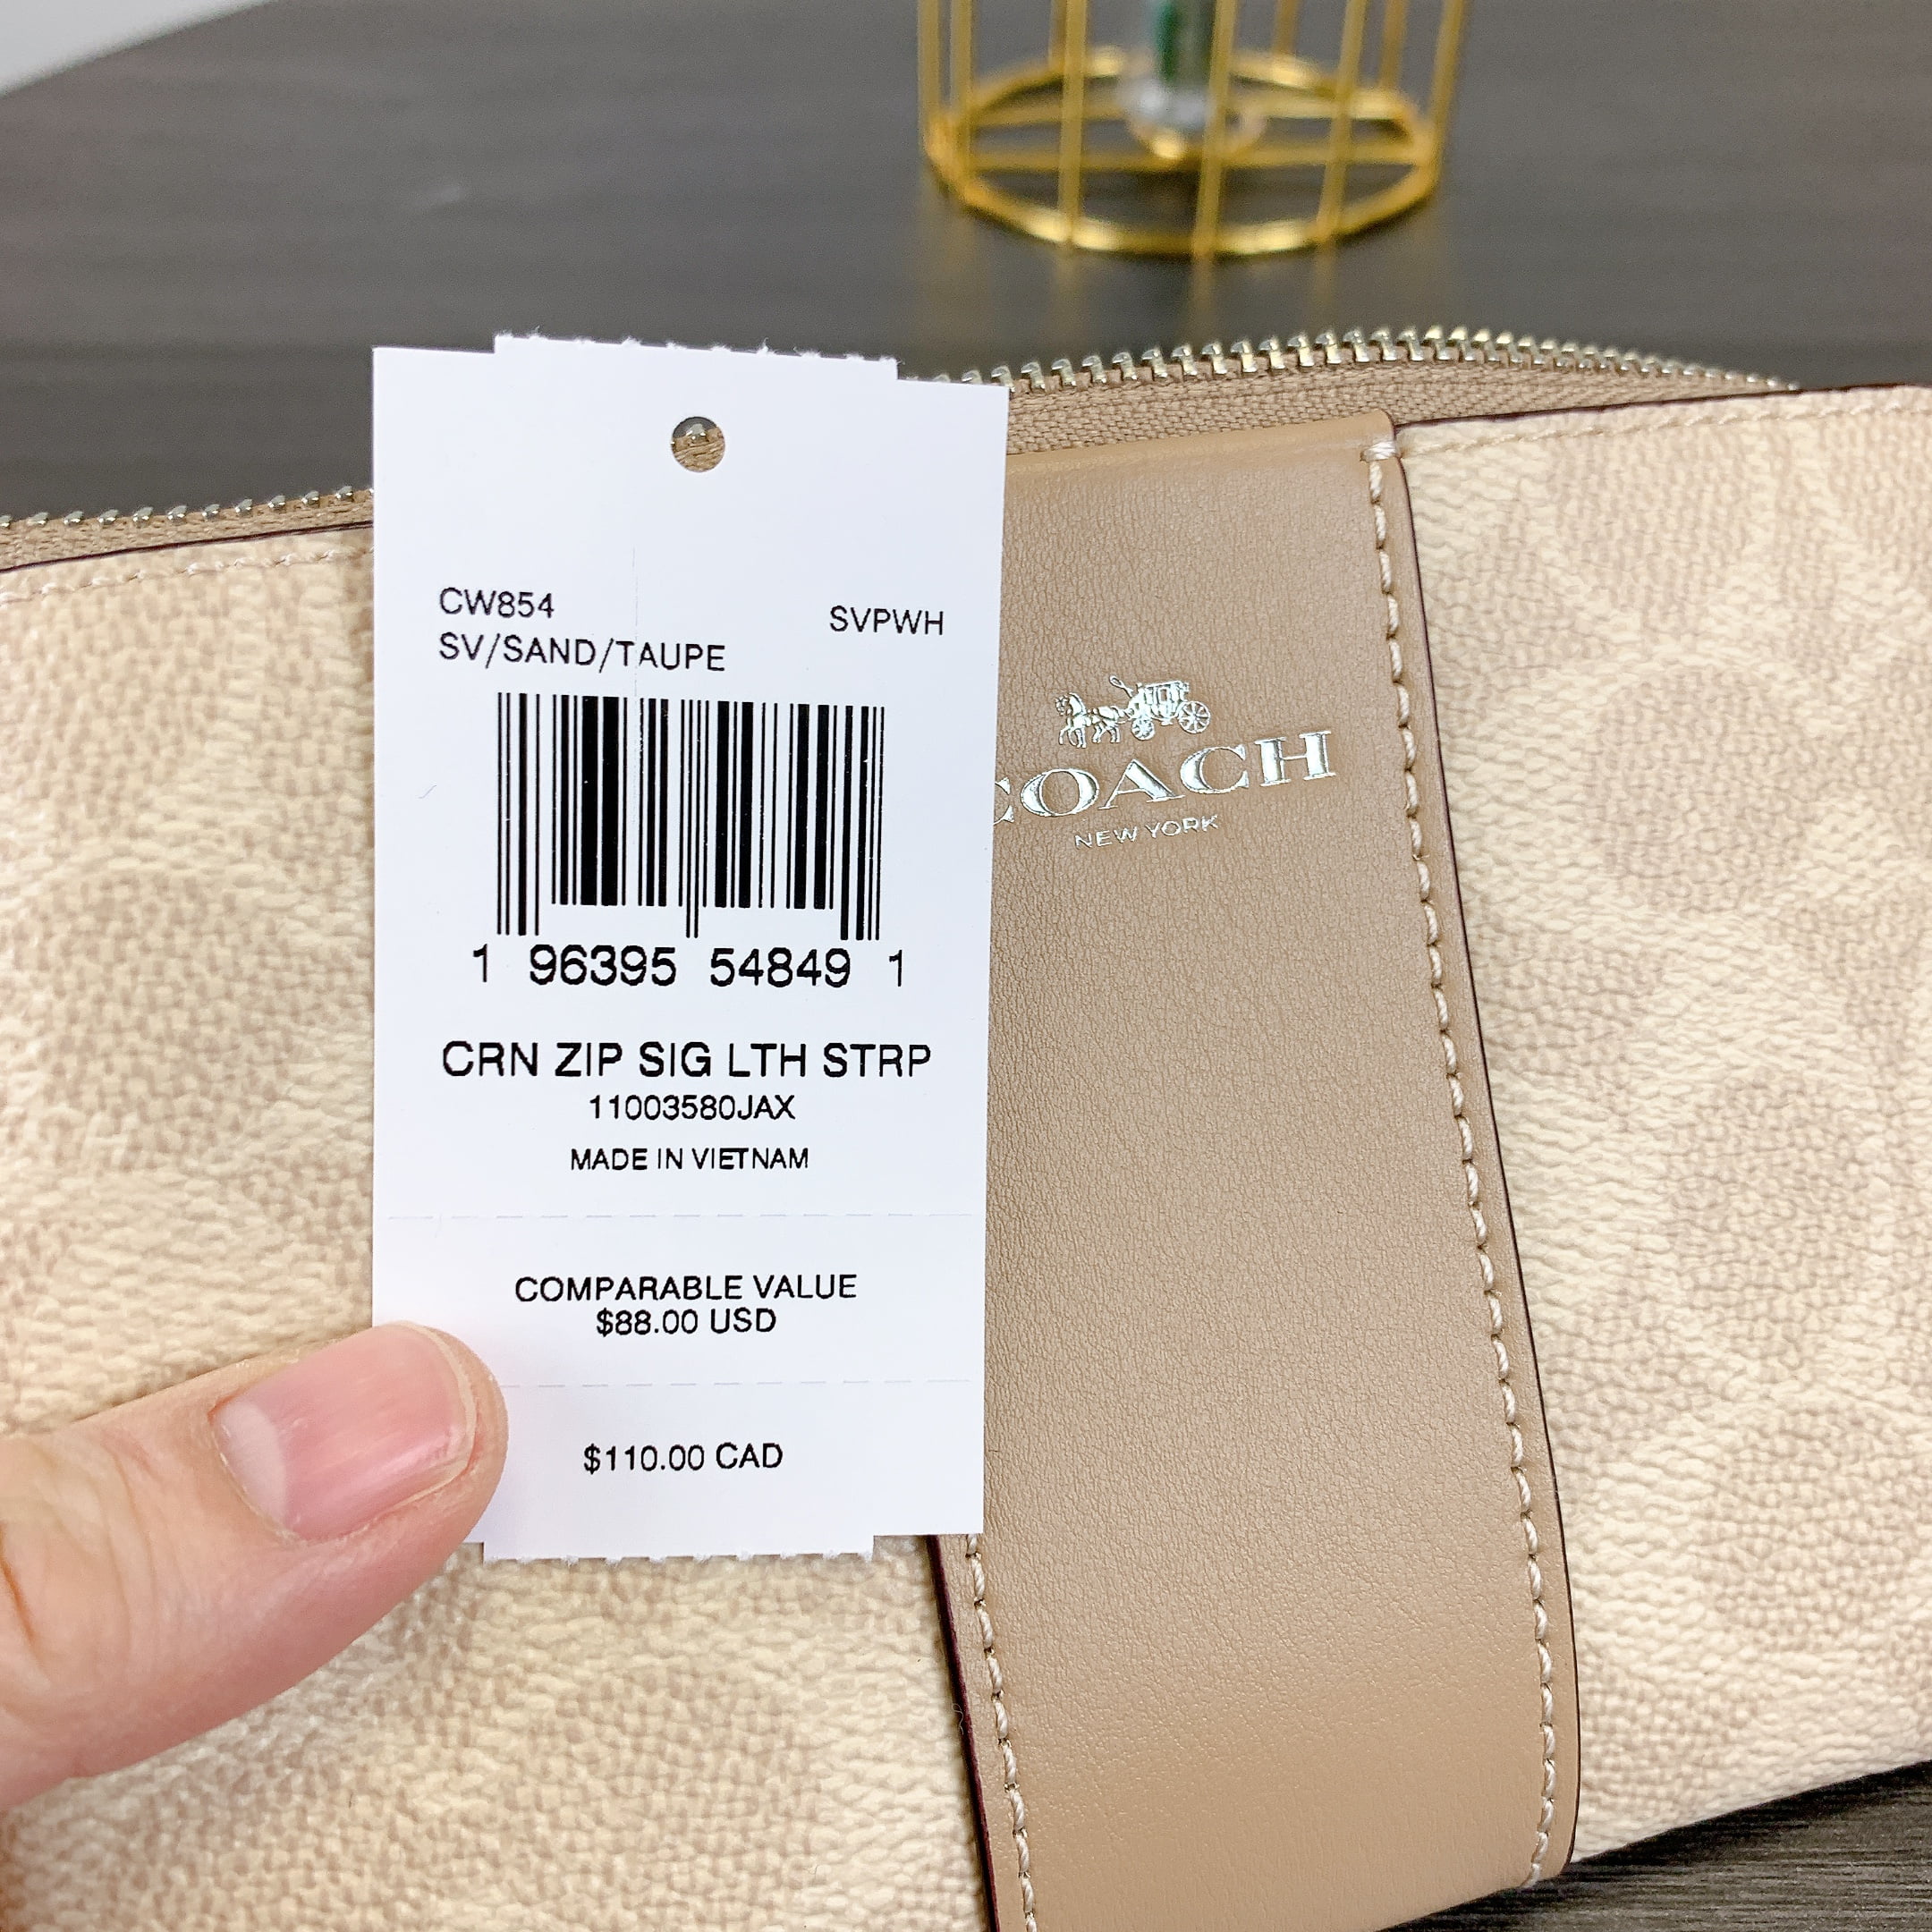 CW854 SVPWH
SV/SAND/TAUPE
1 96395 54849 1
CRN ZIP SIG LTH STRP
11003580JAX
MADE IN VIETNAM
COMPARABLE VALUE
$88.00 USD
$110.00 CAD
COACH
NEW YORK